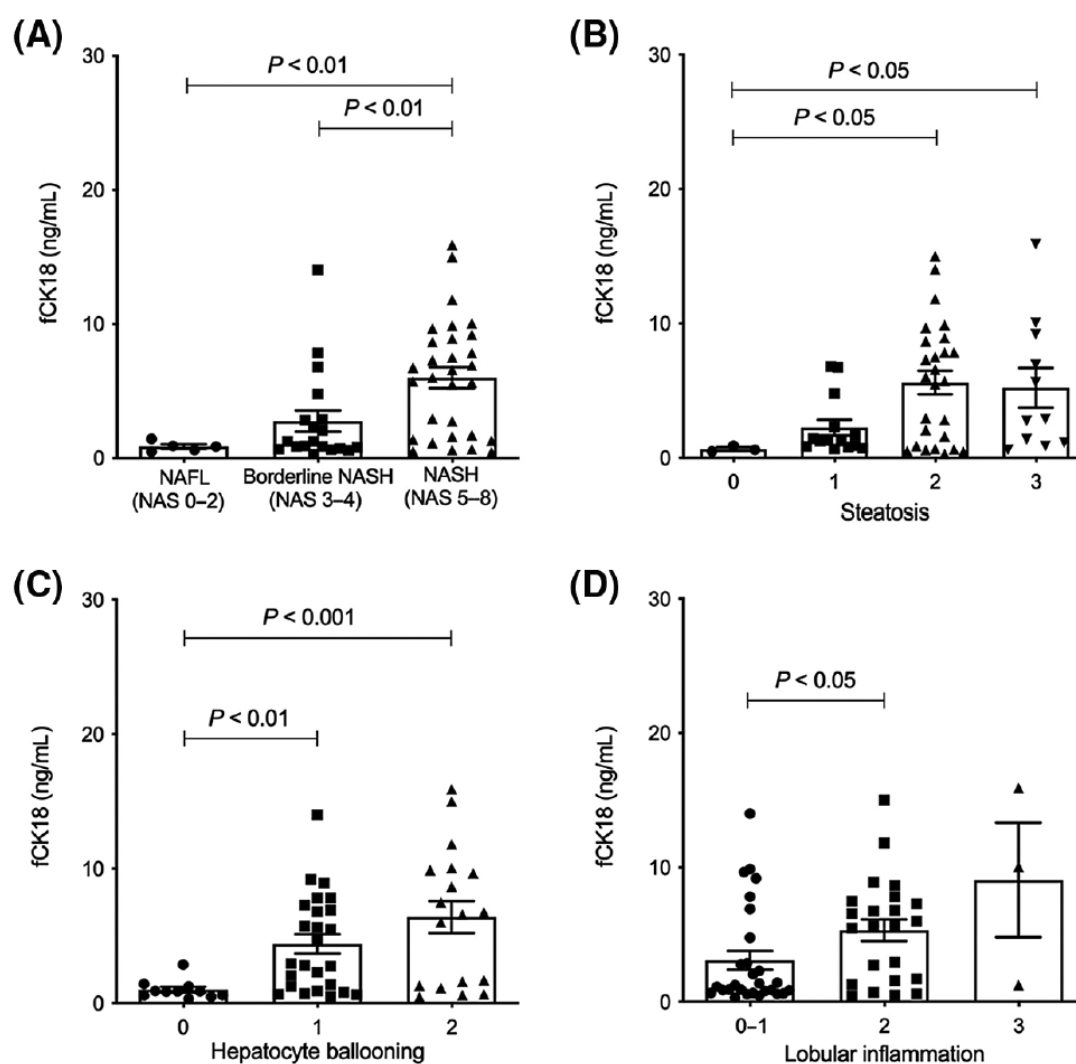 (A)
30
20
10
0
fCK18 (ng/mL)
P < 0.01
P < 0.01
NAFL
(NAS 0–2)
Borderline NASH
(NAS 3–4)
NASH
(NAS 5–8)
(B)
30
20
10
0
fCK18 (ng/mL)
P < 0.05
P < 0.05
0 1 2 3
Steatosis
(C)
30
20
10
0
fCK18 (ng/mL)
P < 0.001
P < 0.01
0 1 2
Hepatocyte ballooning
(D)
30
20
10
0
fCK18 (ng/mL)
P < 0.05
0–1 2 3
Lobular inflammation